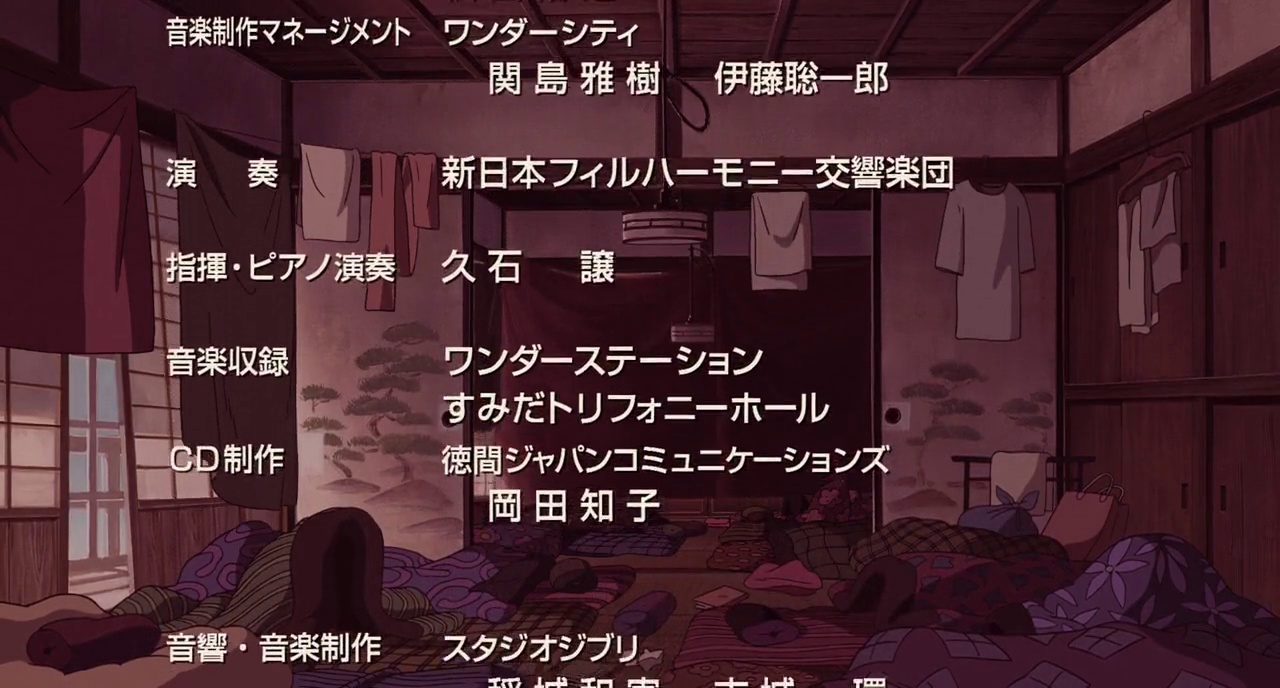 音楽制作マネージメント ワンダーシティ
関島雅樹 伊藤聡一郎
演 奏 新日本フィルハーモニー交響楽団
指揮・ピアノ演奏 久石 譲
音楽収録 ワンダーステーション
すみだトリフォニーホール
CD制作 徳間ジャパンコミュニケーションズ
岡田知子
音響・音楽制作 スタジオジブリ